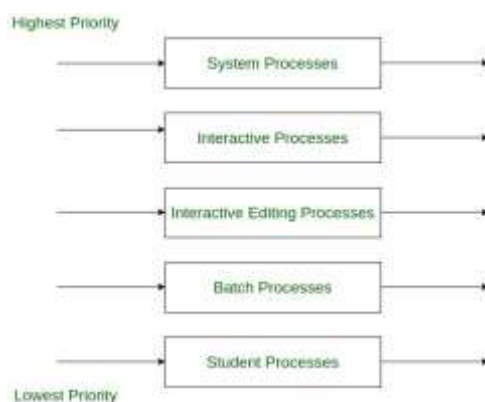 Highest Priority
System Processes
Interactive Processes
Interactive Editing Processes
Batch Processes
Student Processes
Lowest Priority